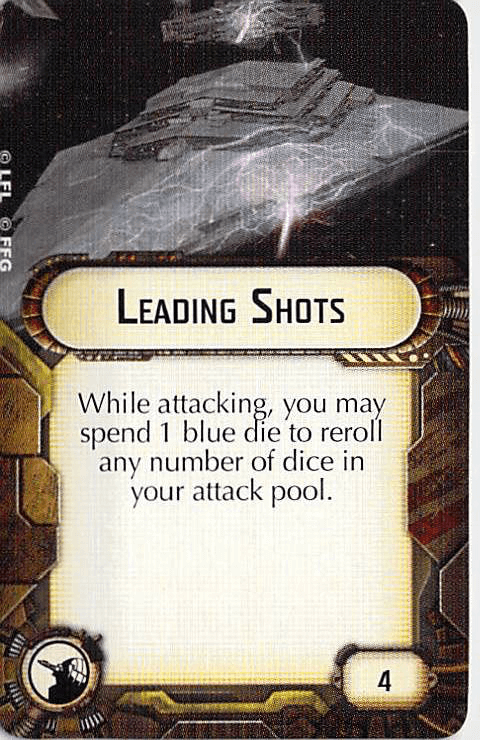 © LFL © FFG
Leading Shots
While attacking, you may
spend 1 blue die to reroll
any number of dice in
your attack pool.
4